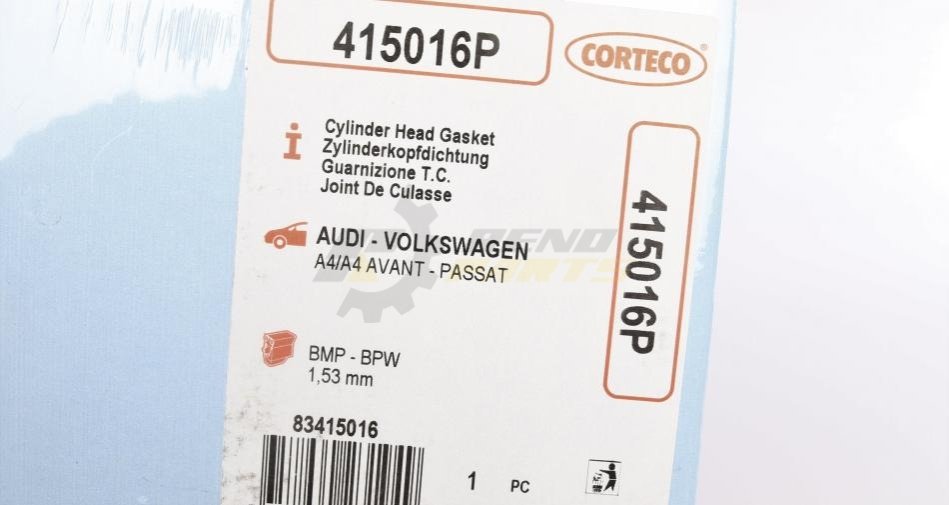 415016P
CORTECO®
Cylinder Head Gasket
Zylinderkopfdichtung
Guarnizione T.C.
Joint De Culasse
415016P
AUDI - VOLKSWAGEN
A4/A4 AVANT - PASSAT
BMP - BPW
1,53 mm
83415016
1 PC